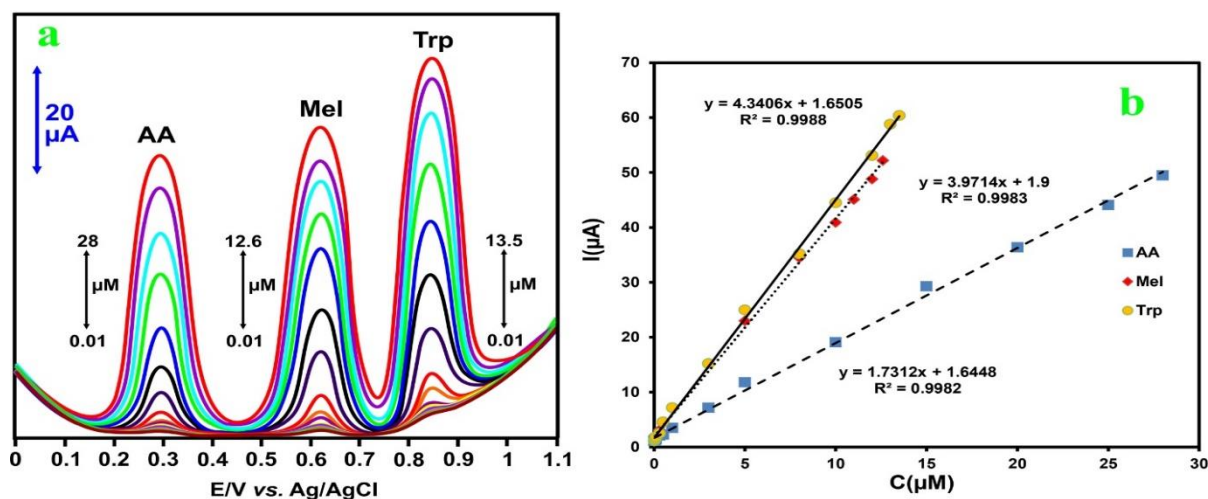 a
20
µA
AA
Mel
Trp
28
µM
0.01
12.6
µM
0.01
13.5
µM
0.01
0 0.1 0.2 0.3 0.4 0.5 0.6 0.7 0.8 0.9 1 1.1
E/V vs. Ag/AgCl
b
I(µA)
70
60
50
40
30
20
10
0
y = 4.3406x + 1.6505
R² = 0.9988
y = 3.9714x + 1.9
R² = 0.9983
AA
Mel
Trp
y = 1.7312x + 1.6448
R² = 0.9982
0 5 10 15 20 25 30
C(µM)